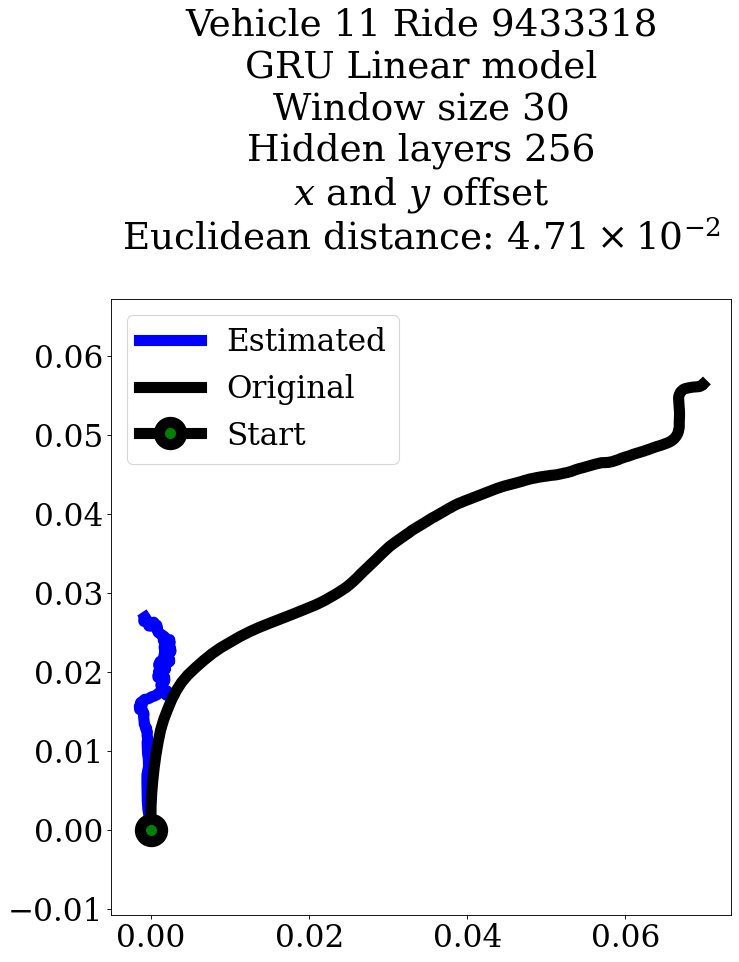 Vehicle 11 Ride 9433318
GRU Linear model
Window size 30
Hidden layers 256
x and y offset
Euclidean distance: 4.71 × 10⁻²
Estimated
Original
Start
0.06
0.05
0.04
0.03
0.02
0.01
0.00
−0.01
0.00 0.02 0.04 0.06